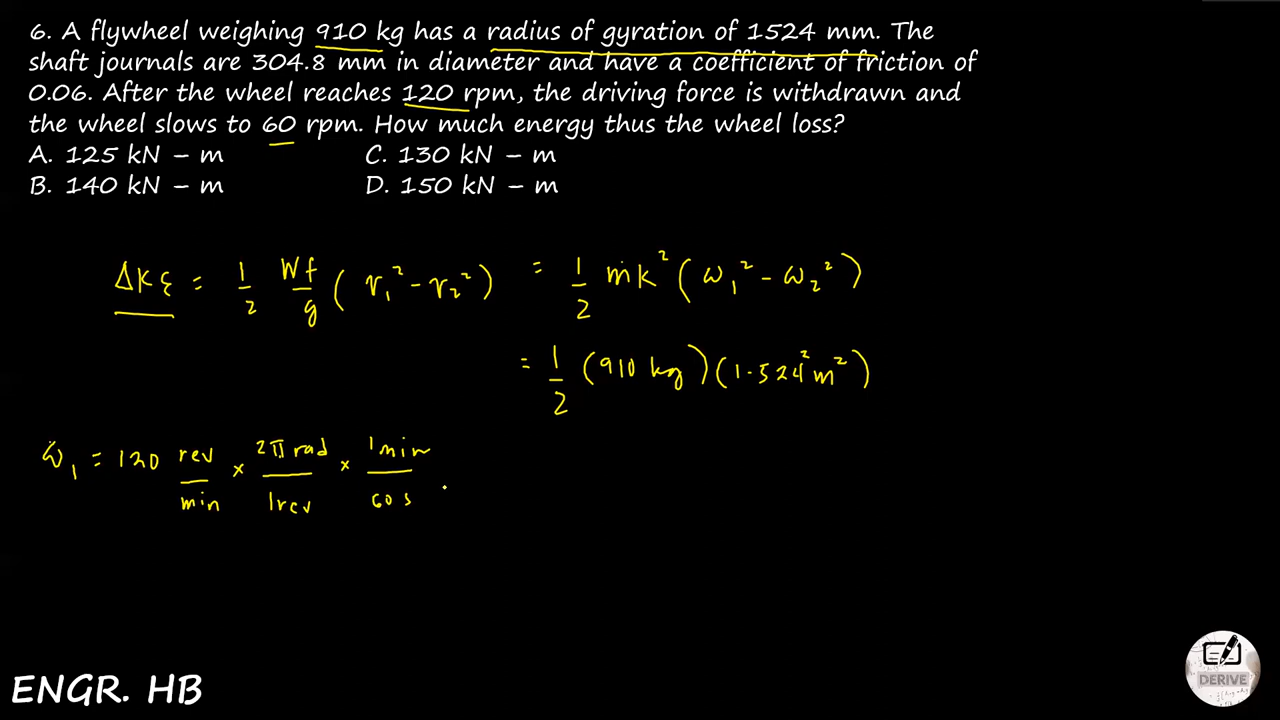 6. A flywheel weighing 910 kg has a radius of gyration of 1524 mm. The
shaft journals are 304.8 mm in diameter and have a coefficient of friction of
0.06. After the wheel reaches 120 rpm, the driving force is withdrawn and
the wheel slows to 60 rpm. How much energy thus the wheel loss?
A. 125 kN – m C. 130 kN – m
B. 140 kN – m D. 150 kN – m
ΔKE = 1/2 Wf/g (v₁² - v₂²) = 1/2 mk² (ω₁² - ω₂²)
= 1/2 (910 kg) (1.524² m²)
ω₁ = 120 rev/min × 2π rad/1rev × 1min/60 s
ENGR. HB
DERIVE